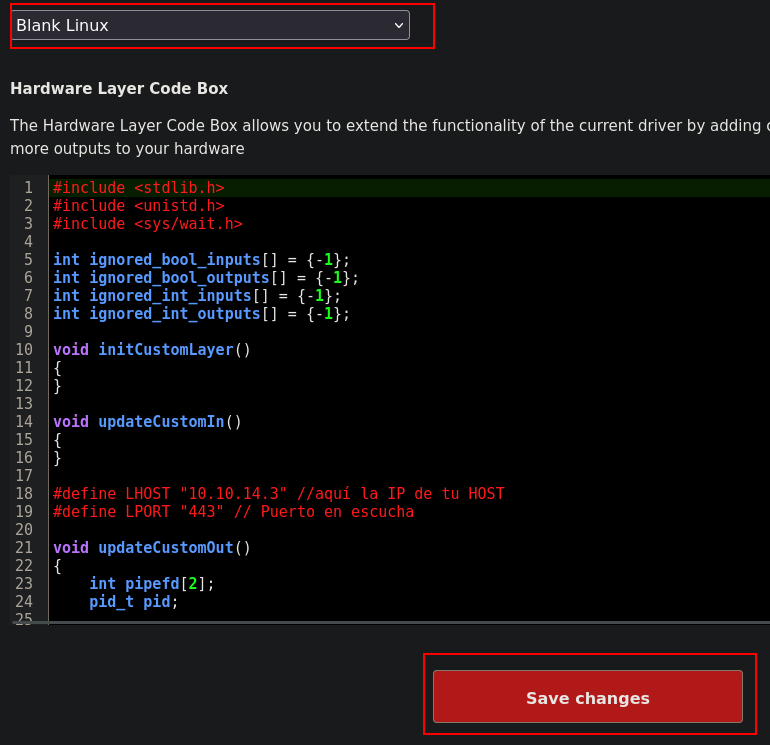 Blank Linux
Hardware Layer Code Box
The Hardware Layer Code Box allows you to extend the functionality of the current driver by adding
more outputs to your hardware
1 #include <stdlib.h>
2 #include <unistd.h>
3 #include <sys/wait.h>
4
5 int ignored_bool_inputs[] = {-1};
6 int ignored_bool_outputs[] = {-1};
7 int ignored_int_inputs[] = {-1};
8 int ignored_int_outputs[] = {-1};
9
10 void initCustomLayer()
11 {
12 }
13
14 void updateCustomIn()
15 {
16 }
17
18 #define LHOST "10.10.14.3" //aquí la IP de tu HOST
19 #define LPORT "443" // Puerto en escucha
20
21 void updateCustomOut()
22 {
23     int pipefd[2];
24     pid_t pid;
25
Save changes